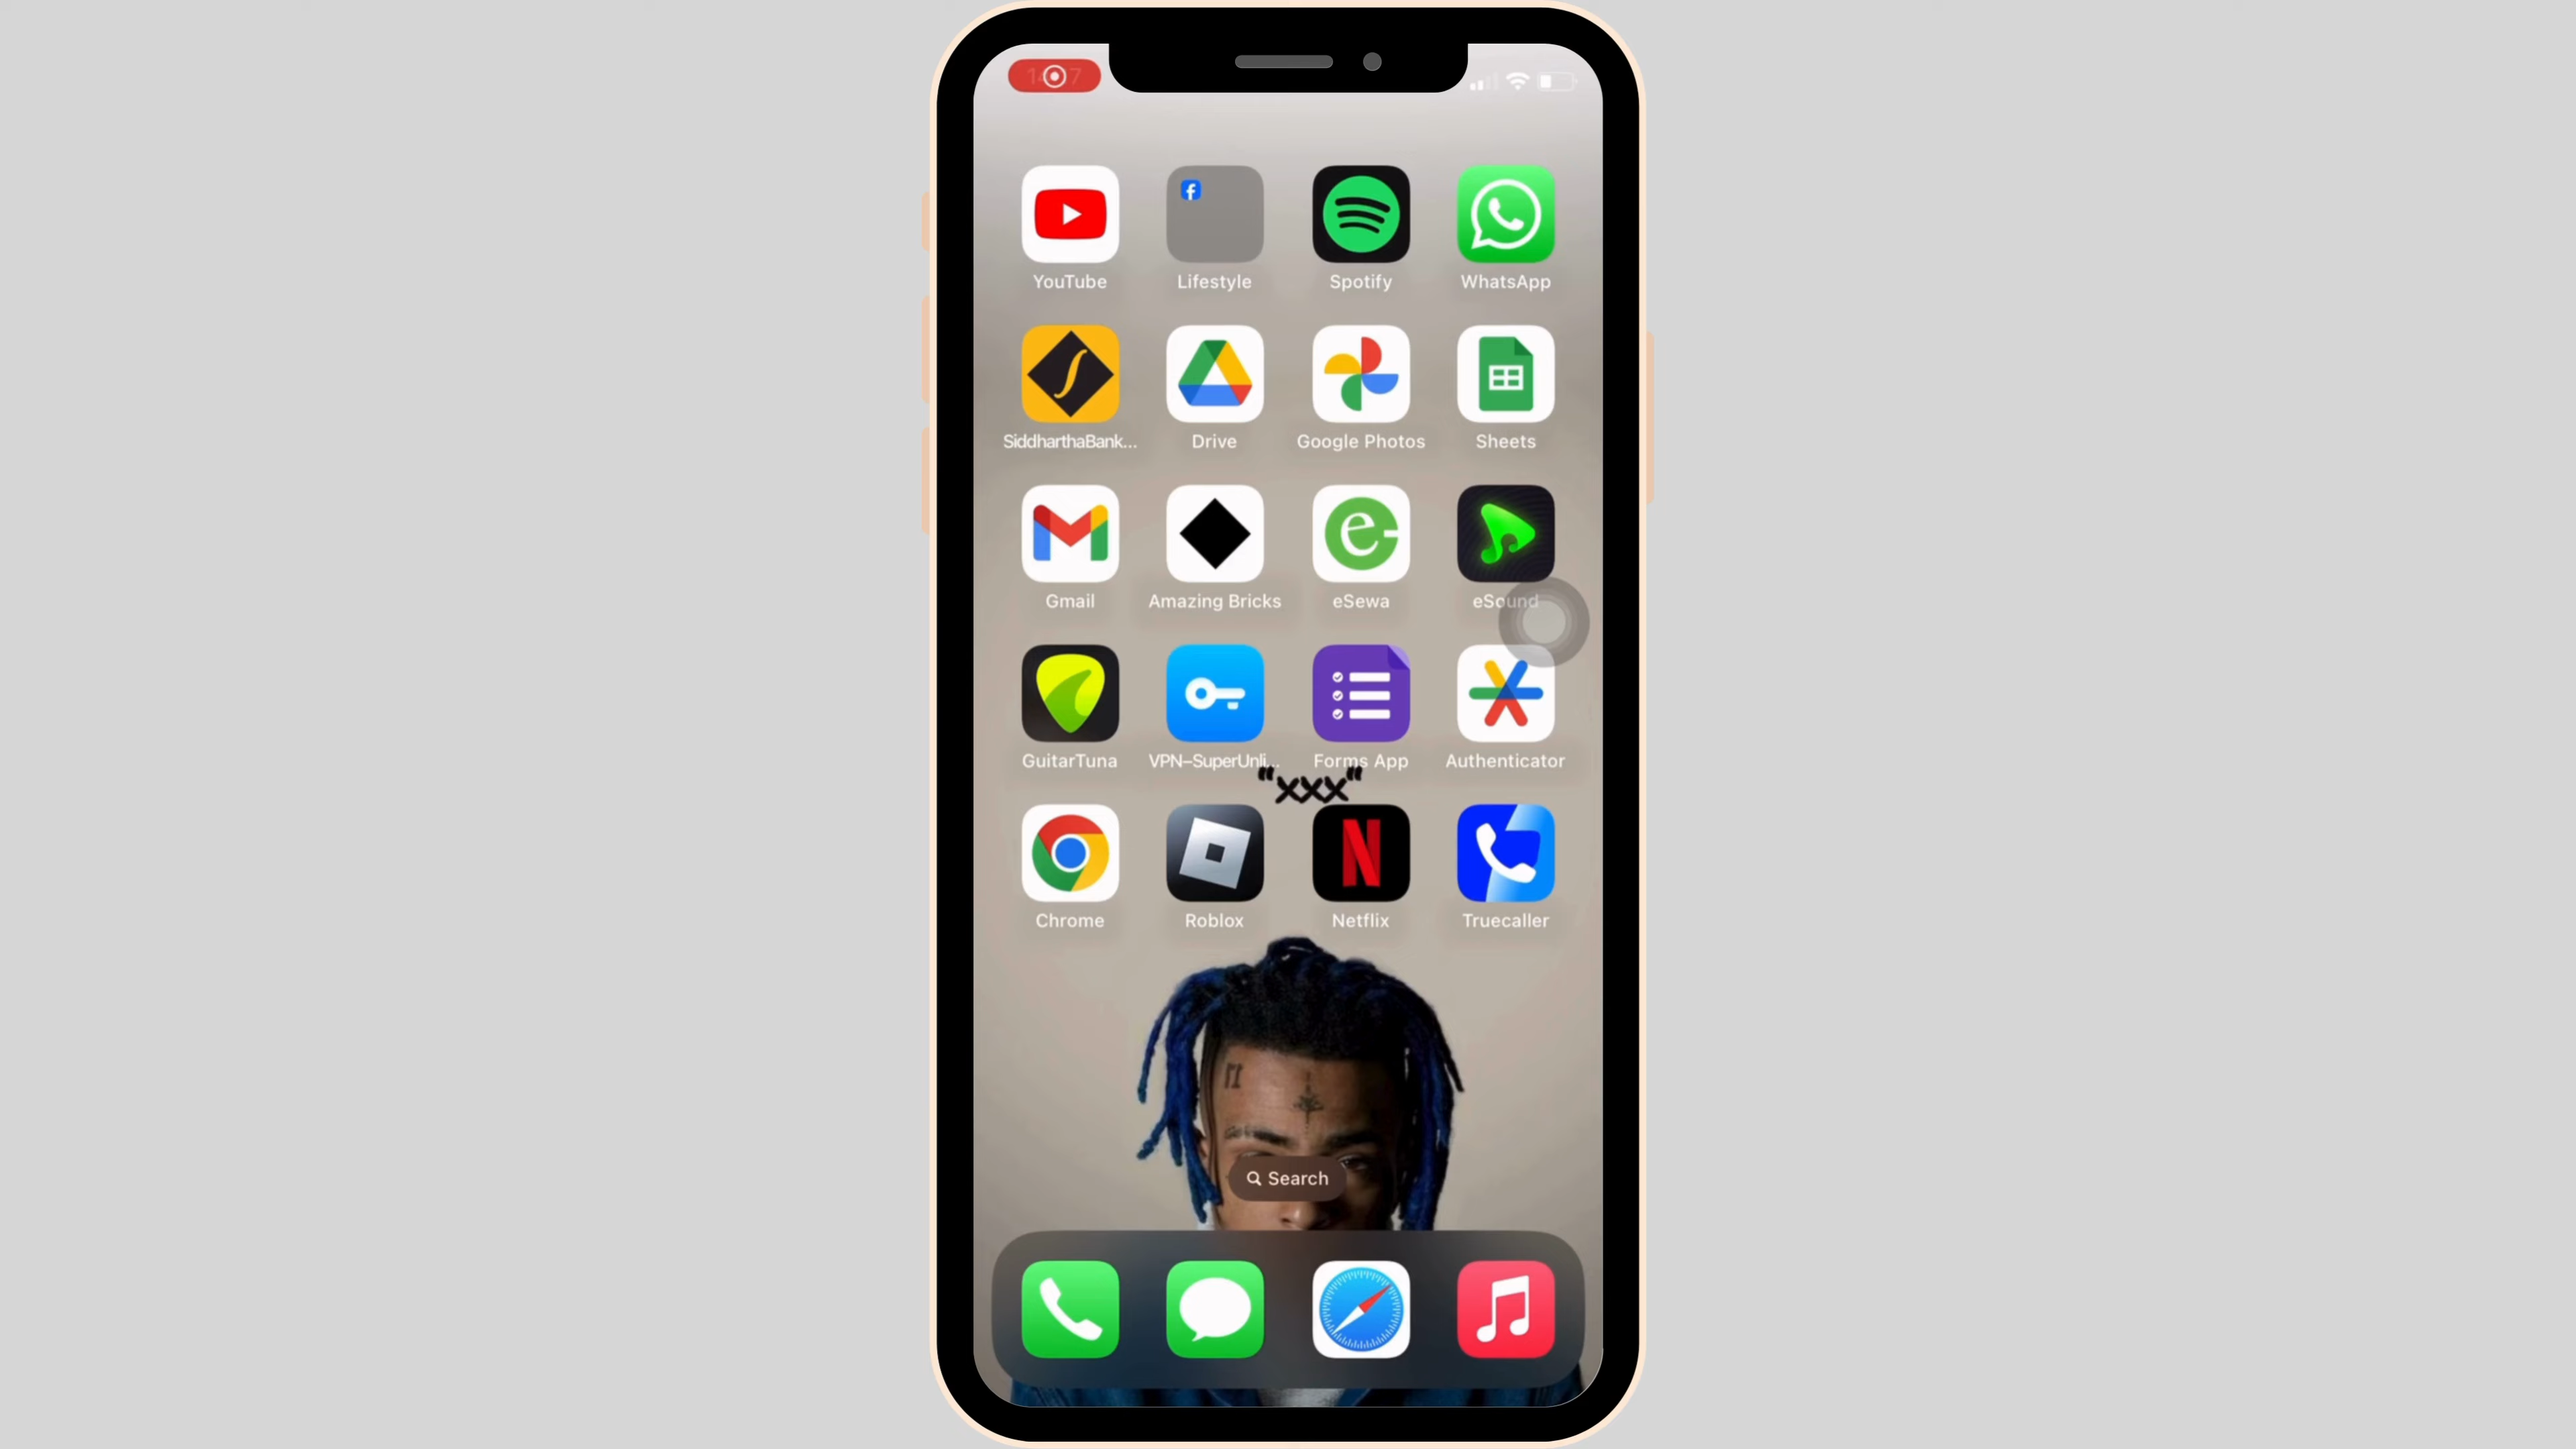 YouTube Lifestyle Spotify WhatsApp
SiddharthaBank... Drive Google Photos Sheets
Gmail Amazing Bricks eSewa eSound
GuitarTuna VPN-SuperUnli... Forms App Authenticator
"xxx"
Chrome Roblox Netflix Truecaller
Search